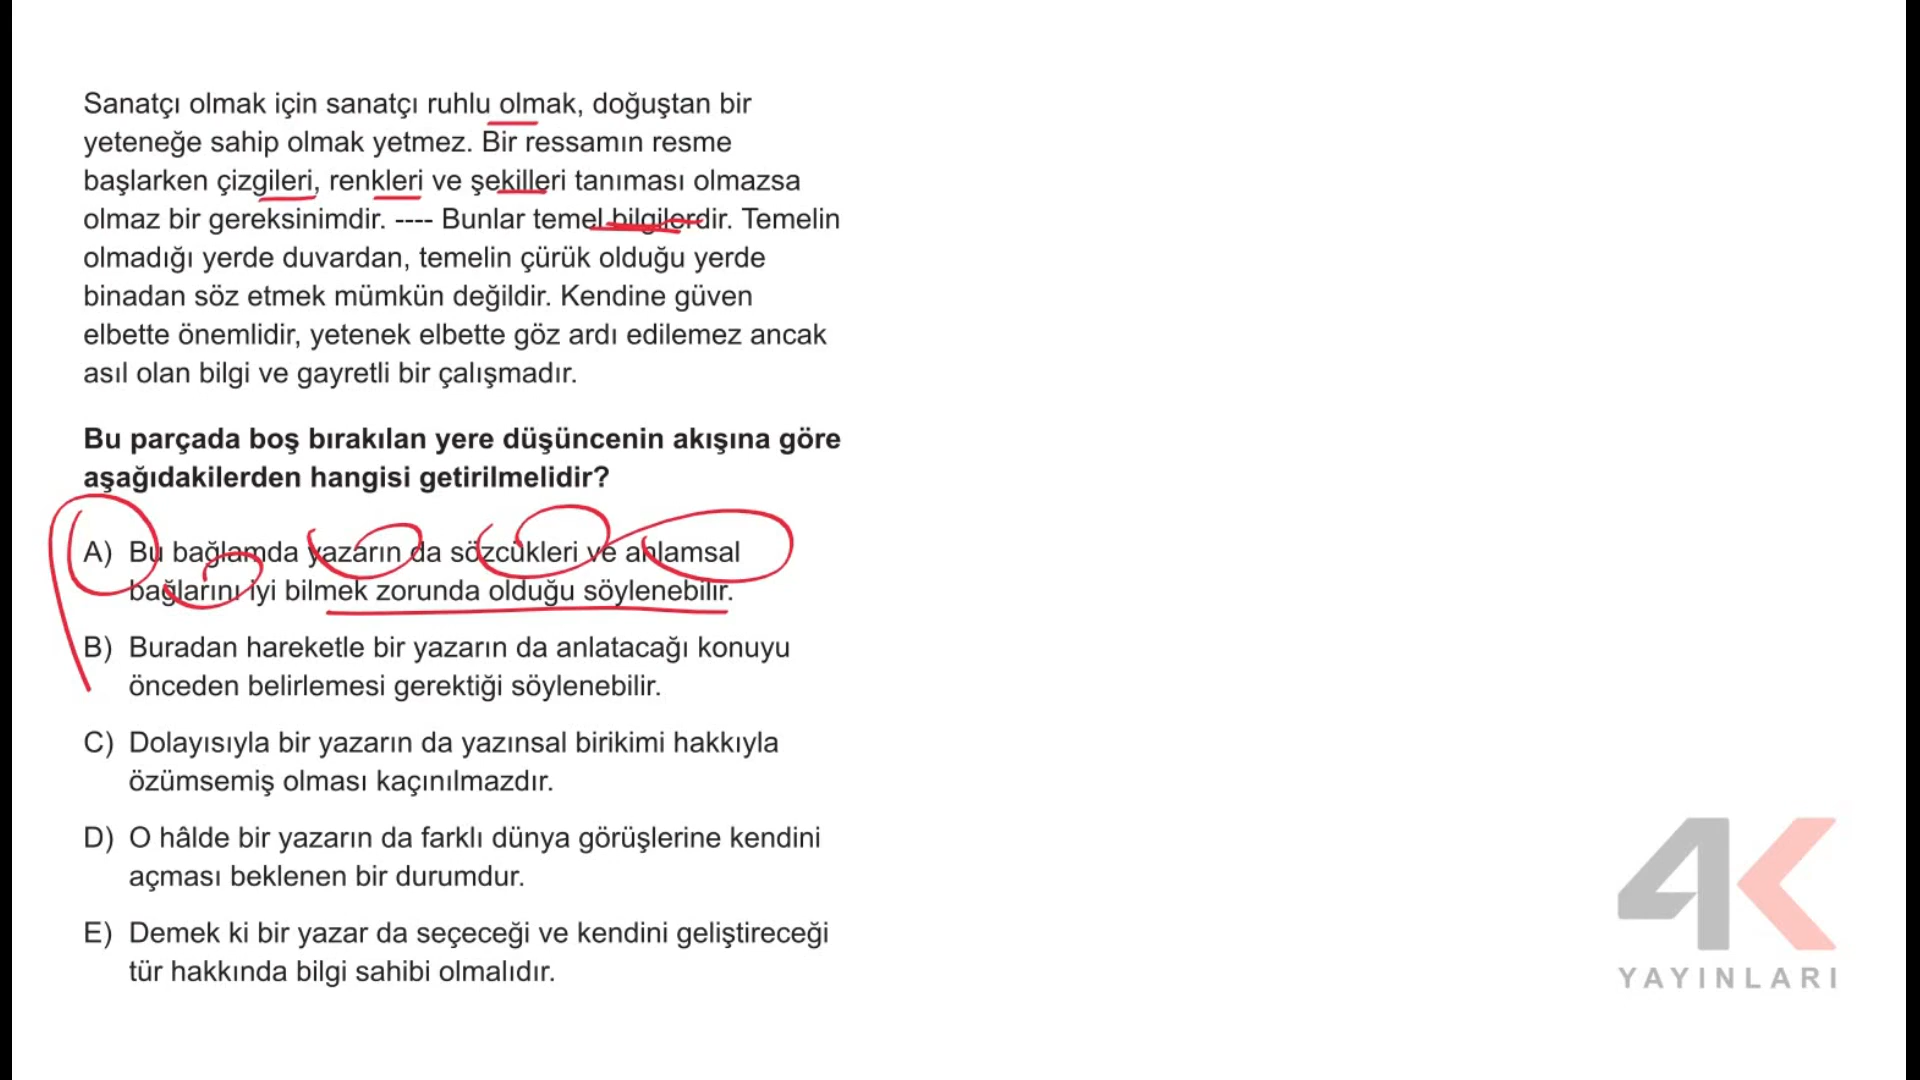 Sanatçı olmak için sanatçı ruhlu olmak, doğuştan bir
yeteneğe sahip olmak yetmez. Bir ressamın resme
başlarken çizgileri, renkleri ve şekilleri tanıması olmazsa
olmaz bir gereksinimdir. ---- Bunlar temel bilgilerdir. Temelin
olmadığı yerde duvardan, temelin çürük olduğu yerde
binadan söz etmek mümkün değildir. Kendine güven
elbette önemlidir, yetenek elbette göz ardı edilemez ancak
asıl olan bilgi ve gayretli bir çalışmadır.
Bu parçada boş bırakılan yere düşüncenin akışına göre
aşağıdakilerden hangisi getirilmelidir?
A) Bu bağlamda yazarın da sözcükleri ve anlamsal
bağlarını iyi bilmek zorunda olduğu söylenebilir.
B) Buradan hareketle bir yazarın da anlatacağı konuyu
önceden belirlemesi gerektiği söylenebilir.
C) Dolayısıyla bir yazarın da yazınsal birikimi hakkıyla
özümsemiş olması kaçınılmazdır.
D) O hâlde bir yazarın da farklı dünya görüşlerine kendini
açması beklenen bir durumdur.
E) Demek ki bir yazar da seçeceği ve kendini geliştireceği
tür hakkında bilgi sahibi olmalıdır.
4K
YAYINLARI